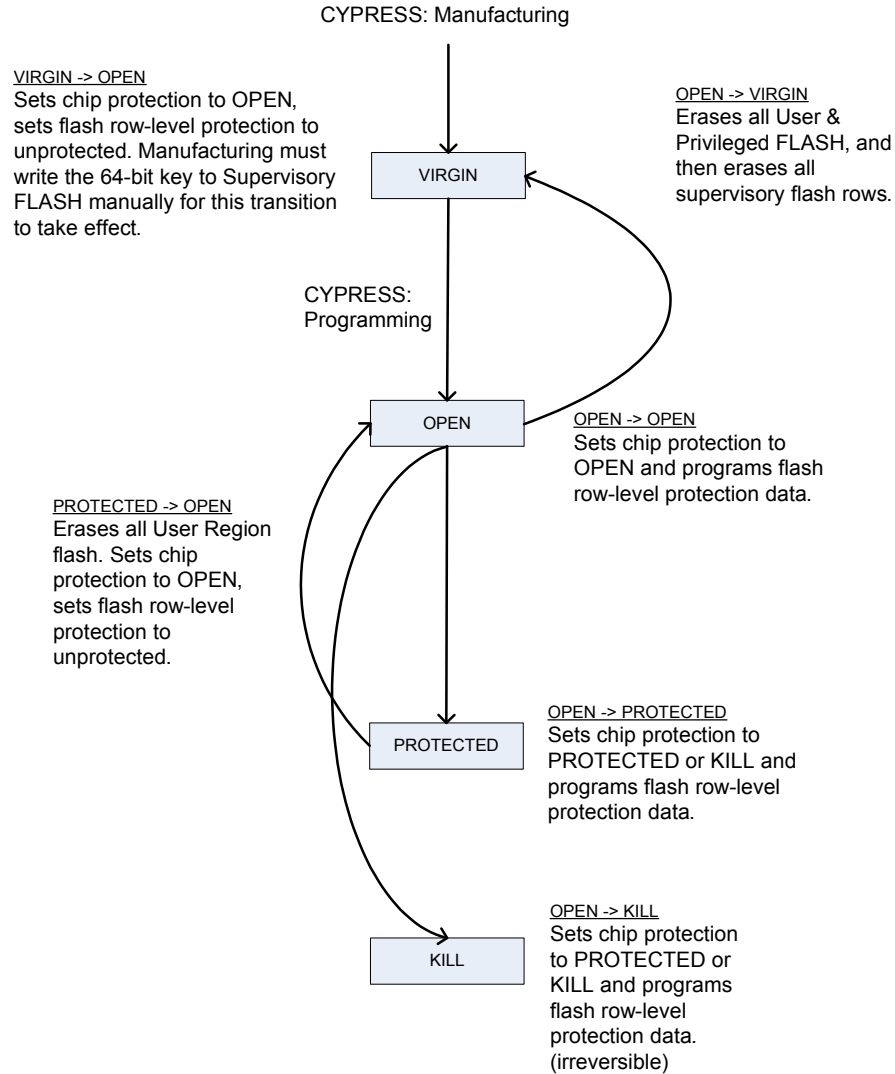 CYPRESS: Manufacturing
VIRGIN -> OPEN
Sets chip protection to OPEN,
sets flash row-level protection to
unprotected. Manufacturing must
write the 64-bit key to Supervisory
FLASH manually for this transition
to take effect.
OPEN -> VIRGIN
Erases all User &
Privileged FLASH, and
then erases all
supervisory flash rows.
VIRGIN
CYPRESS:
Programming
OPEN
OPEN -> OPEN
Sets chip protection to
OPEN and programs flash
row-level protection data.
PROTECTED -> OPEN
Erases all User Region
flash. Sets chip
protection to OPEN,
sets flash row-level
protection to
unprotected.
PROTECTED
OPEN -> PROTECTED
Sets chip protection to
PROTECTED or KILL and
programs flash row-level
protection data.
KILL
OPEN -> KILL
Sets chip protection
to PROTECTED or
KILL and programs
flash row-level
protection data.
(irreversible)